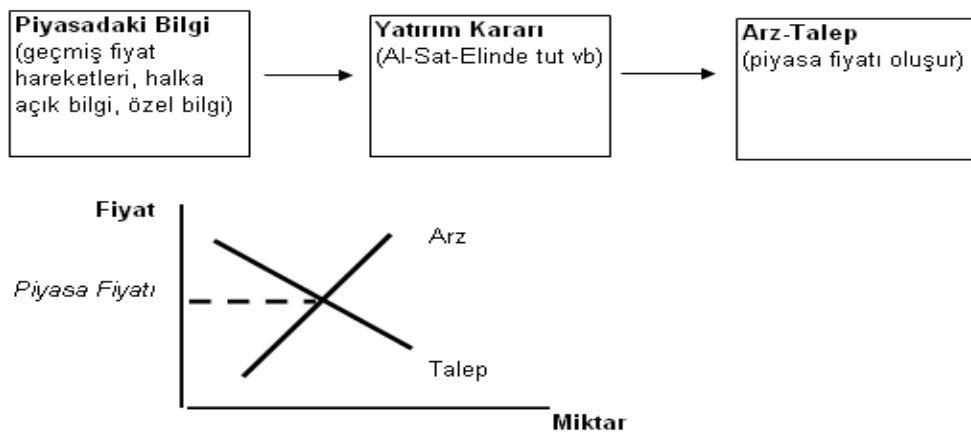 Piyasadaki Bilgi
(geçmiş fiyat
hareketleri, halka
açık bilgi, özel bilgi)
Yatırım Kararı
(Al-Sat-Elinde tut vb)
Arz-Talep
(piyasa fiyatı oluşur)
Fiyat
Arz
Piyasa Fiyatı
Talep
Miktar